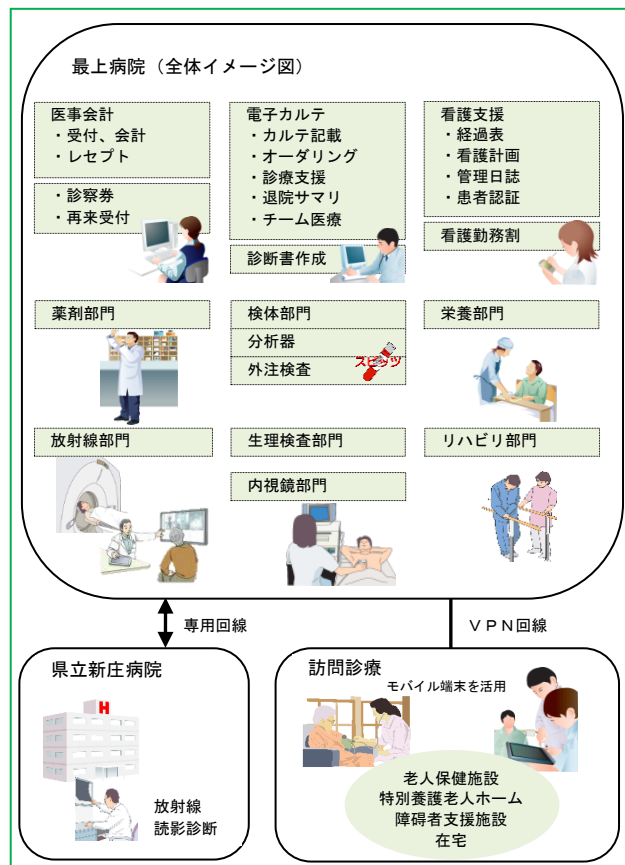 最上病院（全体イメージ図）
医事会計
・受付、会計
・レセプト
・診察券
・再来受付
電子カルテ
・カルテ記載
・オーダリング
・診療支援
・退院サマリ
・チーム医療
診断書作成
看護支援
・経過表
・看護計画
・管理日誌
・患者認証
看護勤務割
薬剤部門
検体部門
分析器
外注検査
スピッツ
栄養部門
放射線部門
生理検査部門
内視鏡部門
リハビリ部門
専用回線
ＶＰＮ回線
県立新庄病院
H
放射線
読影診断
訪問診療
モバイル端末を活用
老人保健施設
特別養護老人ホーム
障碍者支援施設
在宅